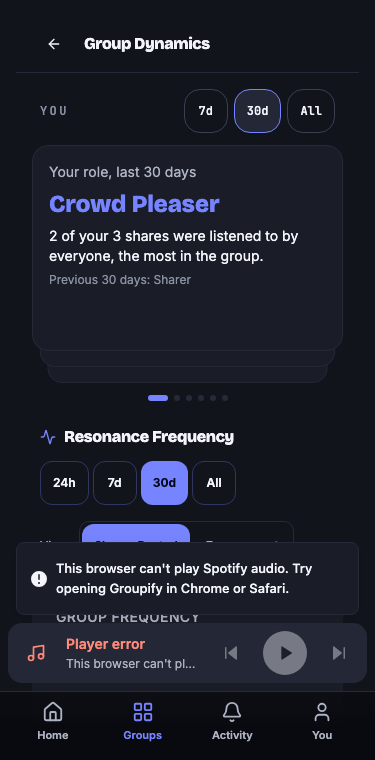 Group Dynamics
YOU
7d
30d
All
Your role, last 30 days
Crowd Pleaser
2 of your 3 shares were listened to by
everyone, the most in the group.
Previous 30 days: Sharer
Resonance Frequency
24h
7d
30d
All
This browser can't play Spotify audio. Try
opening Groupify in Chrome or Safari.
GROUP FREQUENCY
Player error
This browser can't pl...
Home
Groups
Activity
You